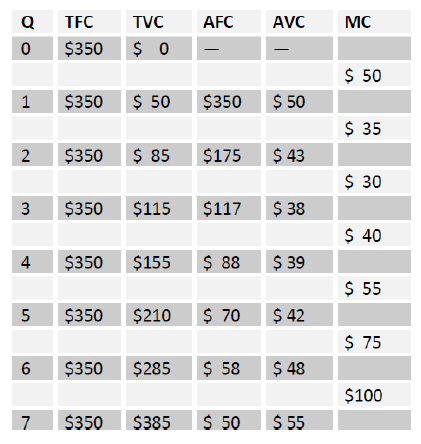 Q TFC TVC AFC AVC MC
0 $350 $ 0 — —
$ 50
1 $350 $ 50 $350 $ 50
$ 35
2 $350 $ 85 $175 $ 43
$ 30
3 $350 $115 $117 $ 38
$ 40
4 $350 $155 $ 88 $ 39
$ 55
5 $350 $210 $ 70 $ 42
$ 75
6 $350 $285 $ 58 $ 48
$100
7 $350 $385 $ 50 $ 55